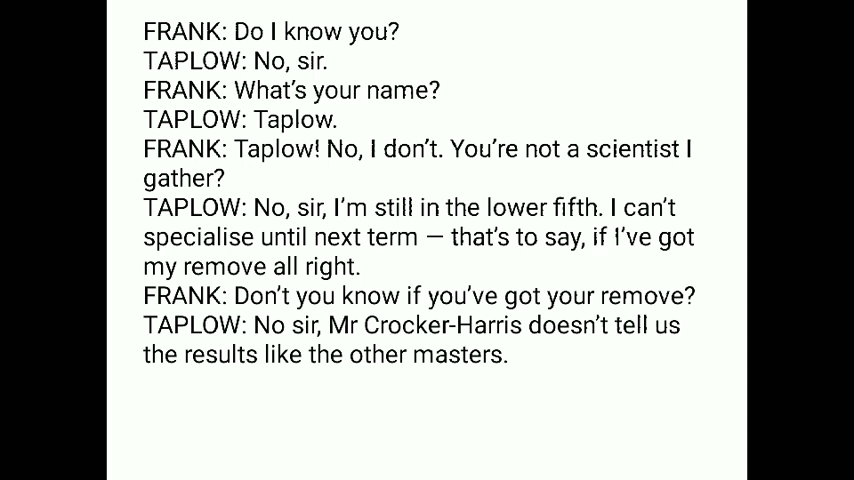 FRANK: Do I know you?
TAPLOW: No, sir.
FRANK: What’s your name?
TAPLOW: Taplow.
FRANK: Taplow! No, I don’t. You’re not a scientist I
gather?
TAPLOW: No, sir, I’m still in the lower fifth. I can’t
specialise until next term — that’s to say, if I’ve got
my remove all right.
FRANK: Don’t you know if you’ve got your remove?
TAPLOW: No sir, Mr Crocker-Harris doesn’t tell us
the results like the other masters.